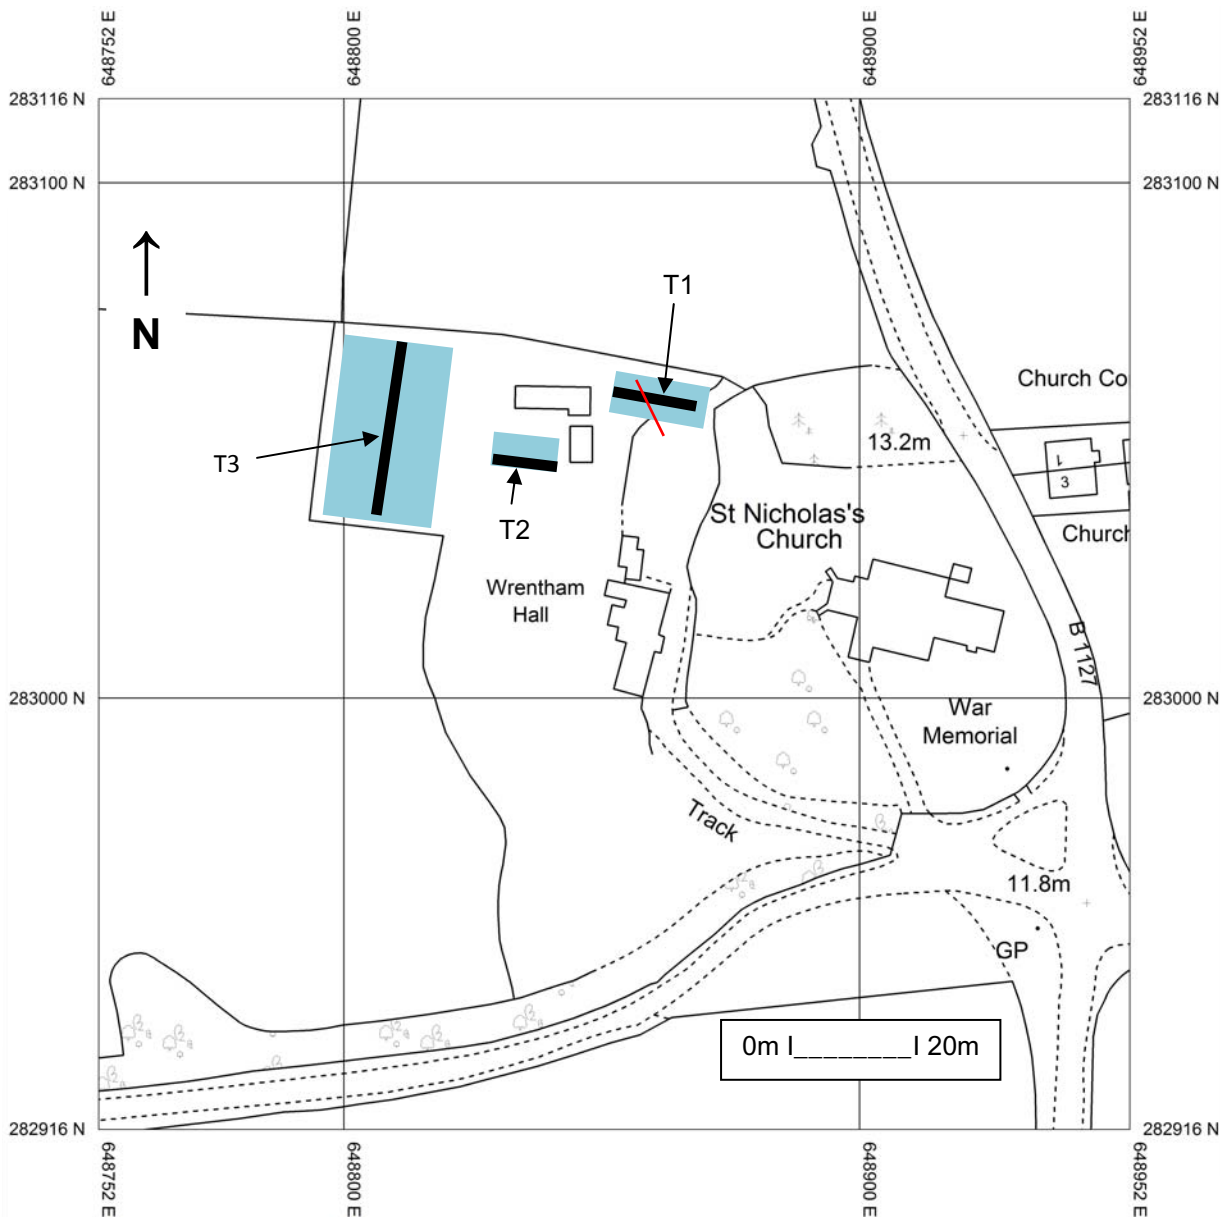 648752 E
648800 E
648900 E
648952 E
283116 N
283116 N
283100 N
283100 N
N
T1
T2
T3
Church Co
13.2m
1
3
St Nicholas's
Church
Church
Wrentham
Hall
B 1127
283000 N
283000 N
War
Memorial
Track
11.8m
GP
0m I________I 20m
282916 N
282916 N
648752 E
648800 E
648900 E
648952 E